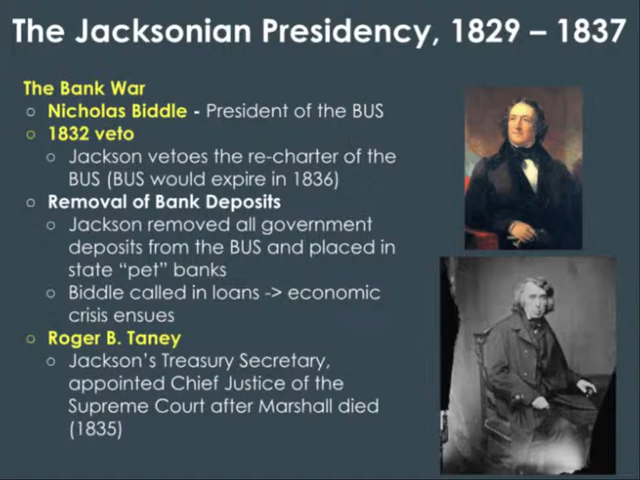 The Jacksonian Presidency, 1829 – 1837
The Bank War
○ Nicholas Biddle - President of the BUS
○ 1832 veto
○ Jackson vetoes the re-charter of the
BUS (BUS would expire in 1836)
○ Removal of Bank Deposits
○ Jackson removed all government
deposits from the BUS and placed in
state “pet” banks
○ Biddle called in loans -> economic
crisis ensues
○ Roger B. Taney
○ Jackson’s Treasury Secretary,
appointed Chief Justice of the
Supreme Court after Marshall died
(1835)